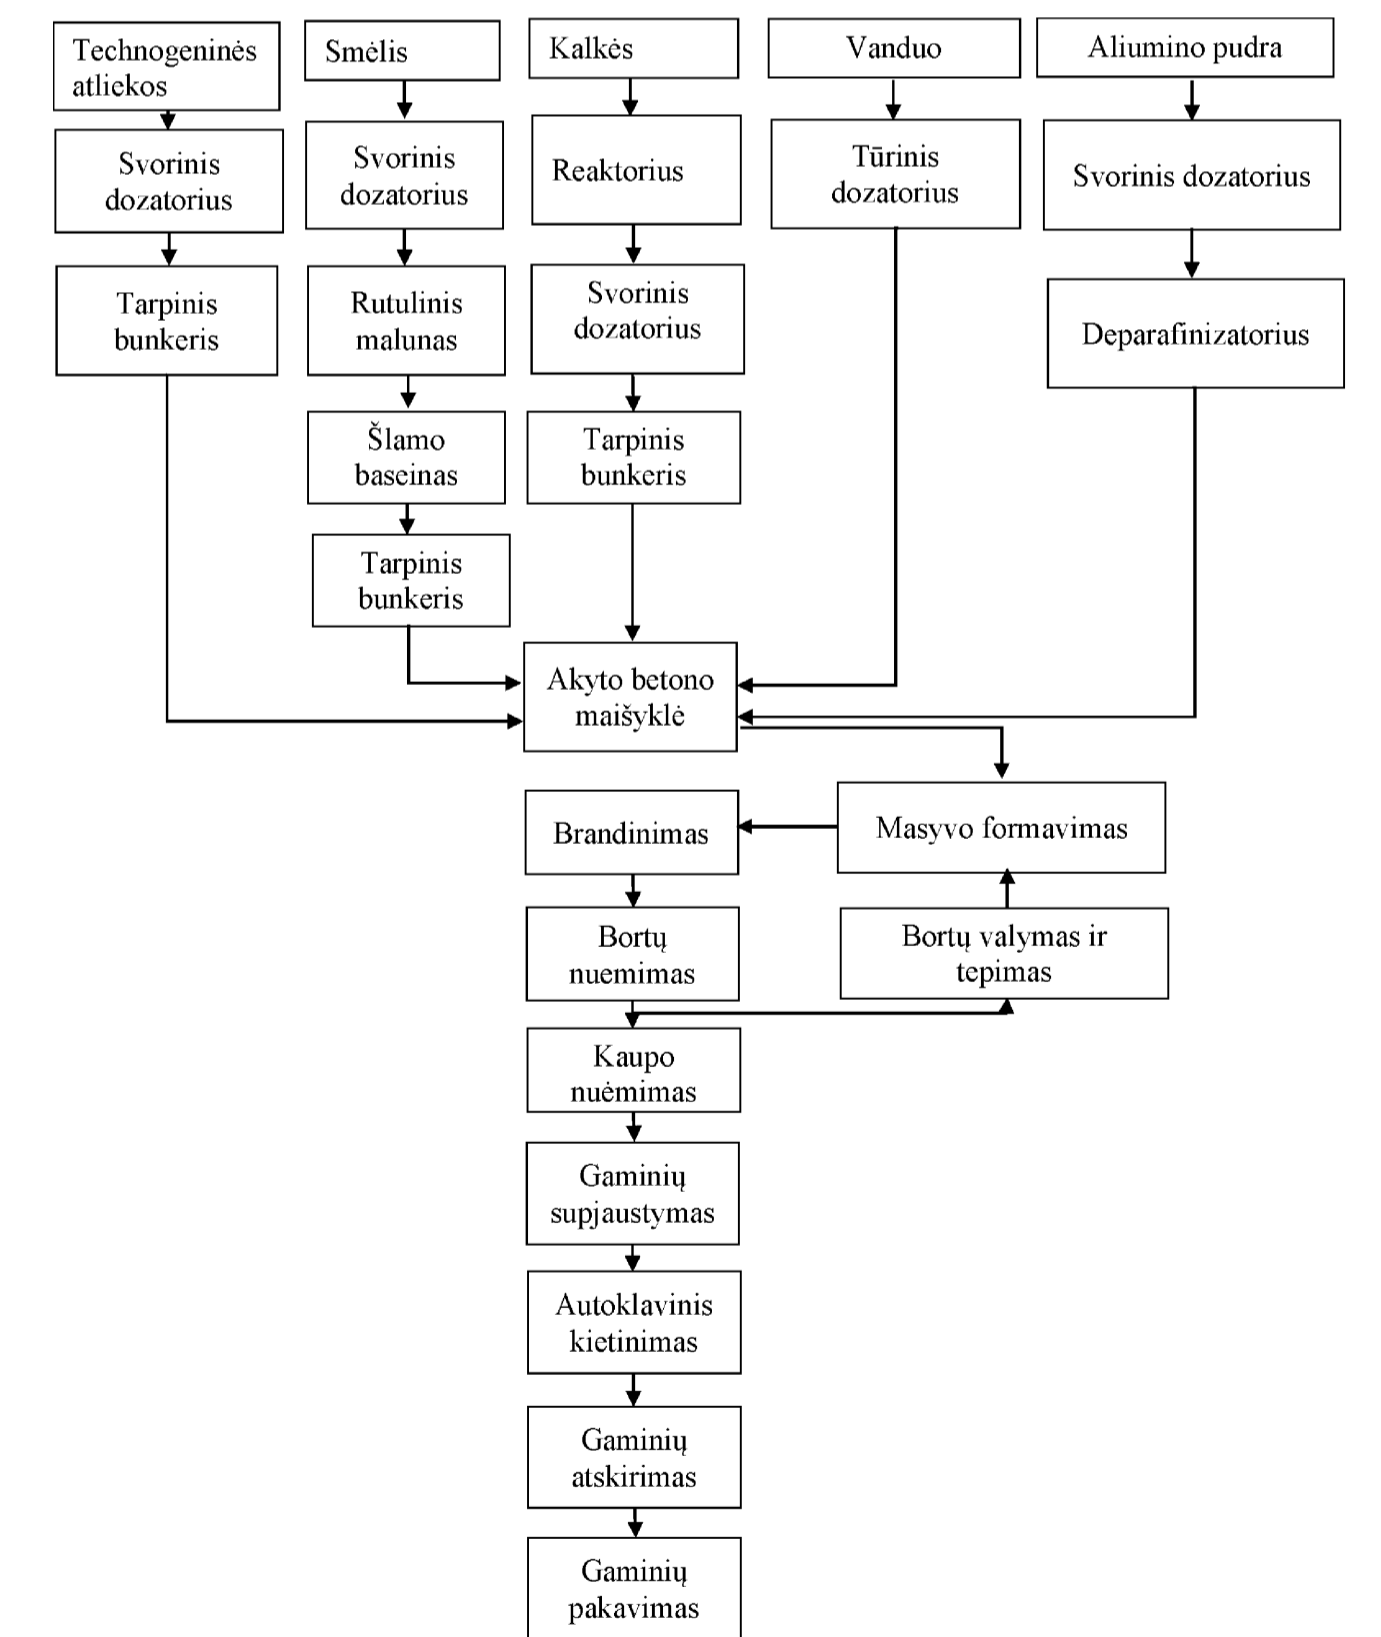 Technogeninės
atliekos
Smėlis
Kalkės
Vanduo
Aliumino pudra
Svorinis
dozatorius
Svorinis
dozatorius
Reaktorius
Tūrinis
dozatorius
Svorinis dozatorius
Tarpinis
bunkeris
Rutulinis
malunas
Svorinis
dozatorius
Deparafinizatorius
Šlamo
baseinas
Tarpinis
bunkeris
Tarpinis
bunkeris
Akyto betono
maišyklė
Brandinimas
Masyvo formavimas
Bortų
nuemimas
Bortų valymas ir
tepimas
Kaupo
nuėmimas
Gaminių
supjaustymas
Autoklavinis
kietinimas
Gaminių
atskirimas
Gaminių
pakavimas